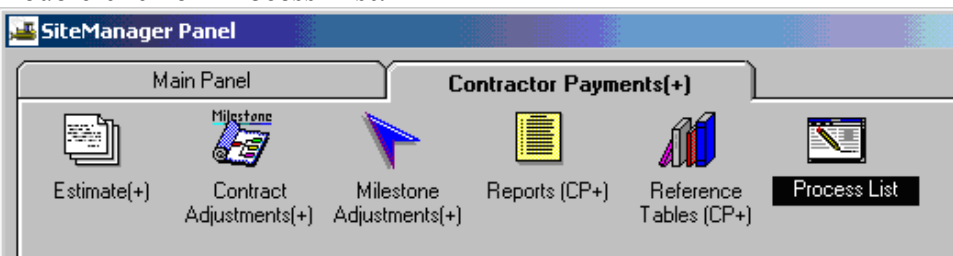 SiteManager Panel
Main Panel
Contractor Payments(+)
Milestone
Estimate(+)
Contract
Adjustments(+)
Milestone
Adjustments(+)
Reports (CP+)
Reference
Tables (CP+)
Process List